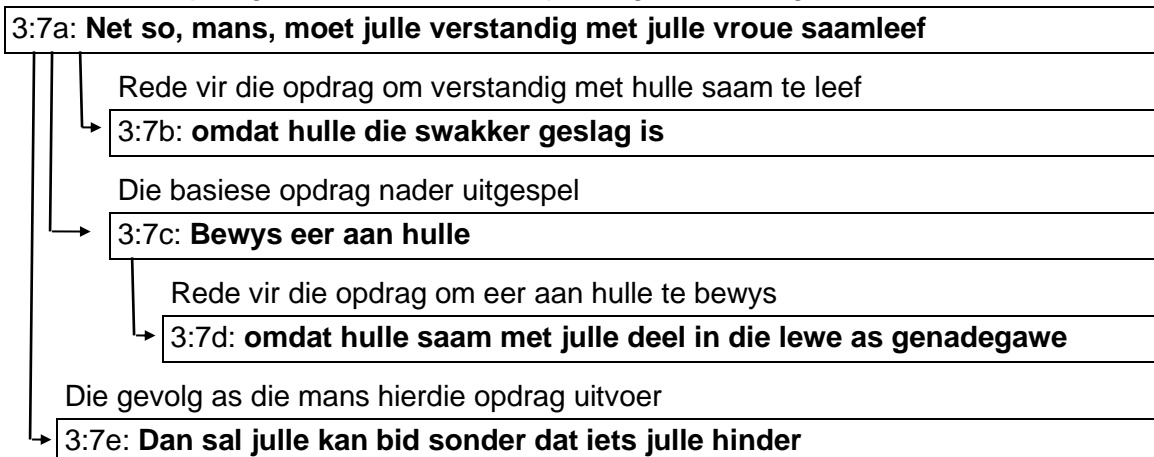 3:7a: Net so, mans, moet julle verstandig met julle vroue saamleef
Rede vir die opdrag om verstandig met hulle saam te leef
3:7b: omdat hulle die swakker geslag is
Die basiese opdrag nader uitgespel
3:7c: Bewys eer aan hulle
Rede vir die opdrag om eer aan hulle te bewys
3:7d: omdat hulle saam met julle deel in die lewe as genadegawe
Die gevolg as die mans hierdie opdrag uitvoer
3:7e: Dan sal julle kan bid sonder dat iets julle hinder